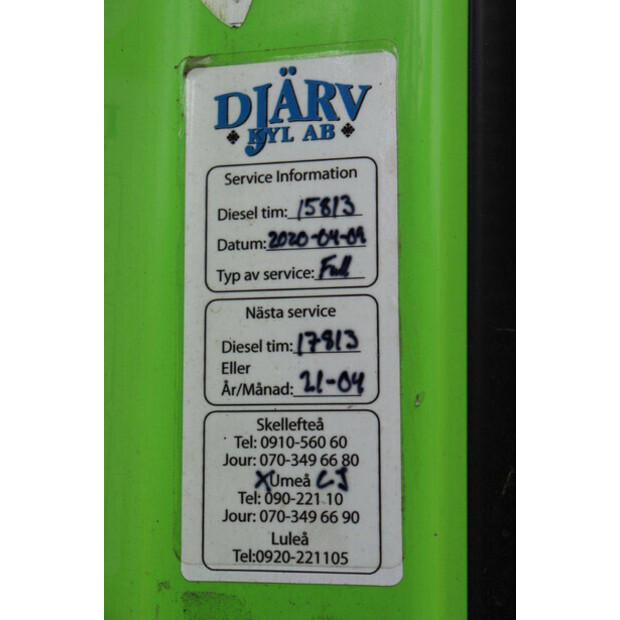 DJÄRV
KYL AB
Service Information
Diesel tim: 15813
Datum: 2020-04-09
Typ av service: Full
Nästa service
Diesel tim: 17813
Eller
År/Månad: 21-04
Skellefteå
Tel: 0910-560 60
Jour: 070-349 66 80
X Umeå CJ
Tel: 090-221 10
Jour: 070-349 66 90
Luleå
Tel:0920-221105